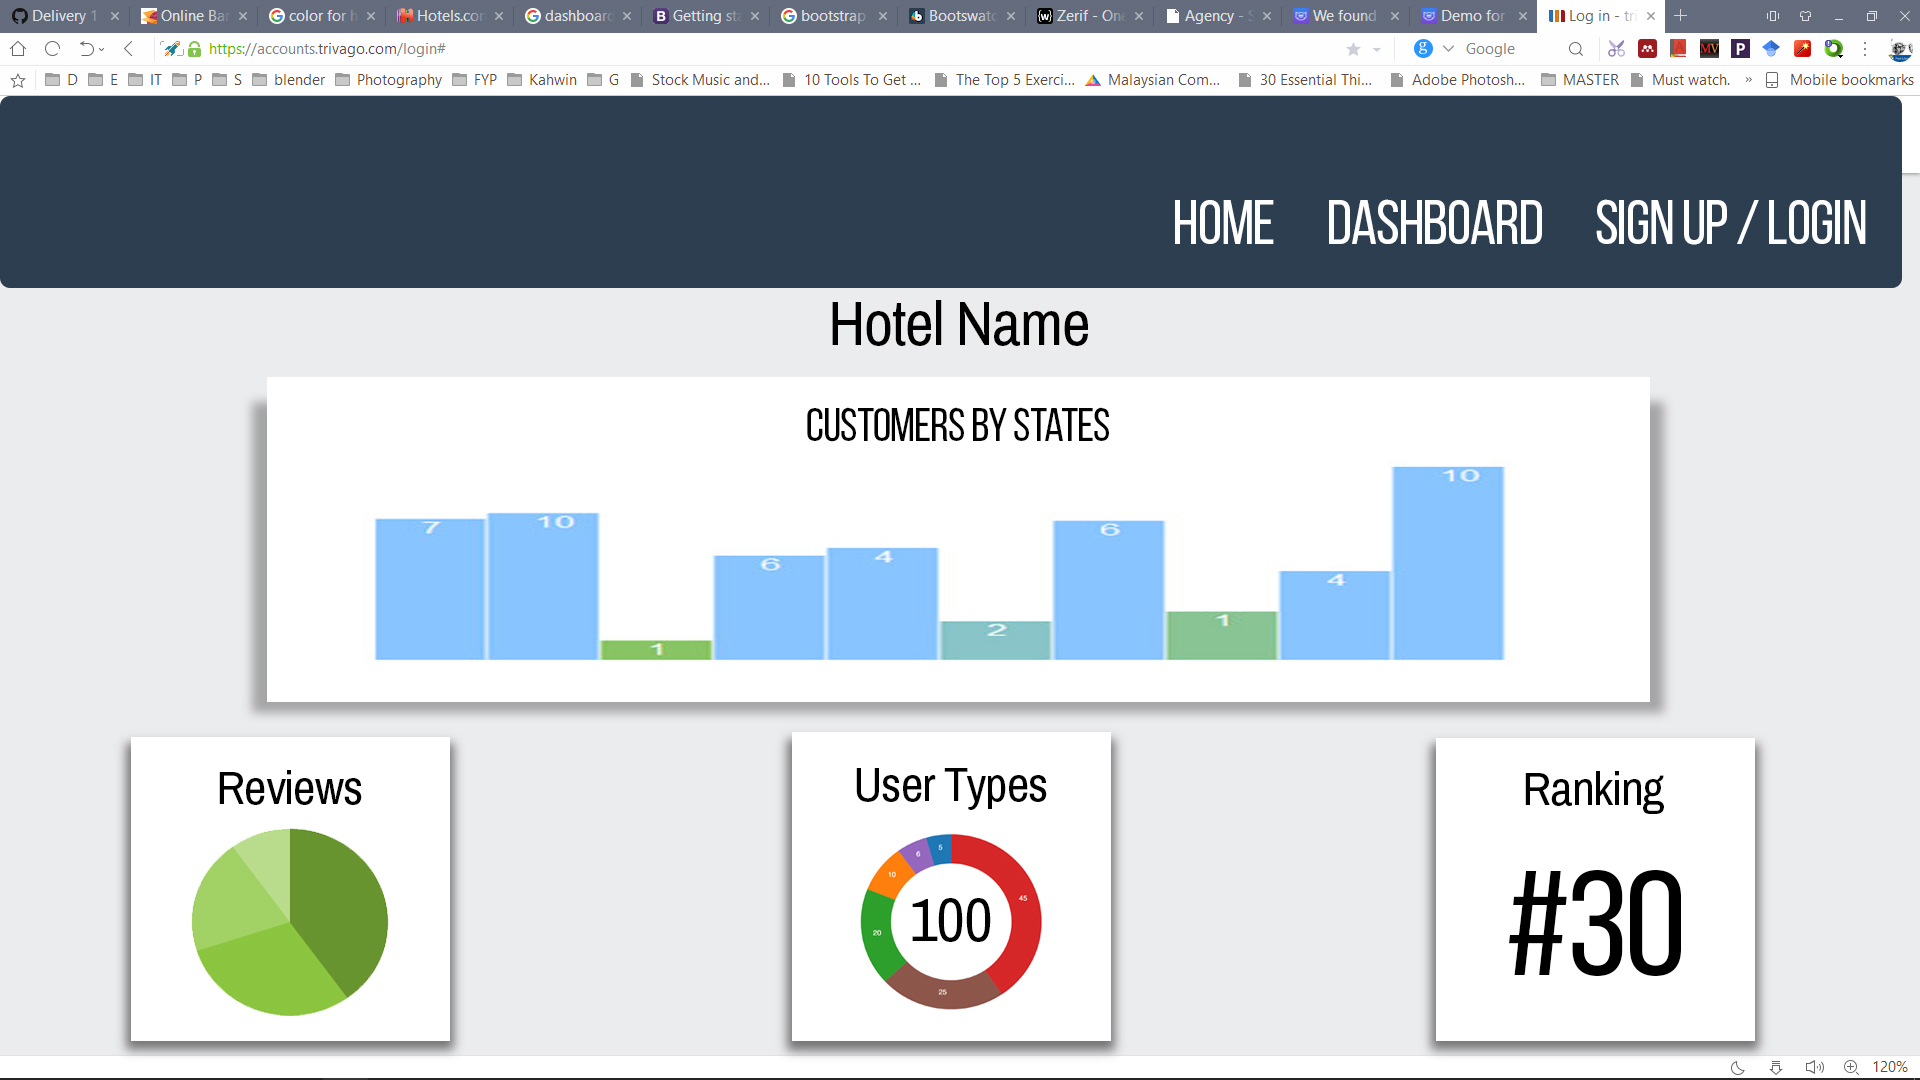 Delivery 1
Online Bar
color for h
Hotels.con
dashboard
Getting sta
bootstrap
Bootswatc
Zerif - One
Agency - S
We found
Demo for
Log in - tri
https://accounts.trivago.com/login#
Google
D E IT P S blender Photography FYP Kahwin G Stock Music and... 10 Tools To Get ... The Top 5 Exerci... Malaysian Com... 30 Essential Thi... Adobe Photosh... MASTER Must watch. » Mobile bookmarks
HOME DASHBOARD SIGN UP / LOGIN
Hotel Name
CUSTOMERS BY STATES
7 10 1 6 4 2 6 1 4 10
Reviews
User Types
5
6
10
45
20
100
25
Ranking
#30
120%